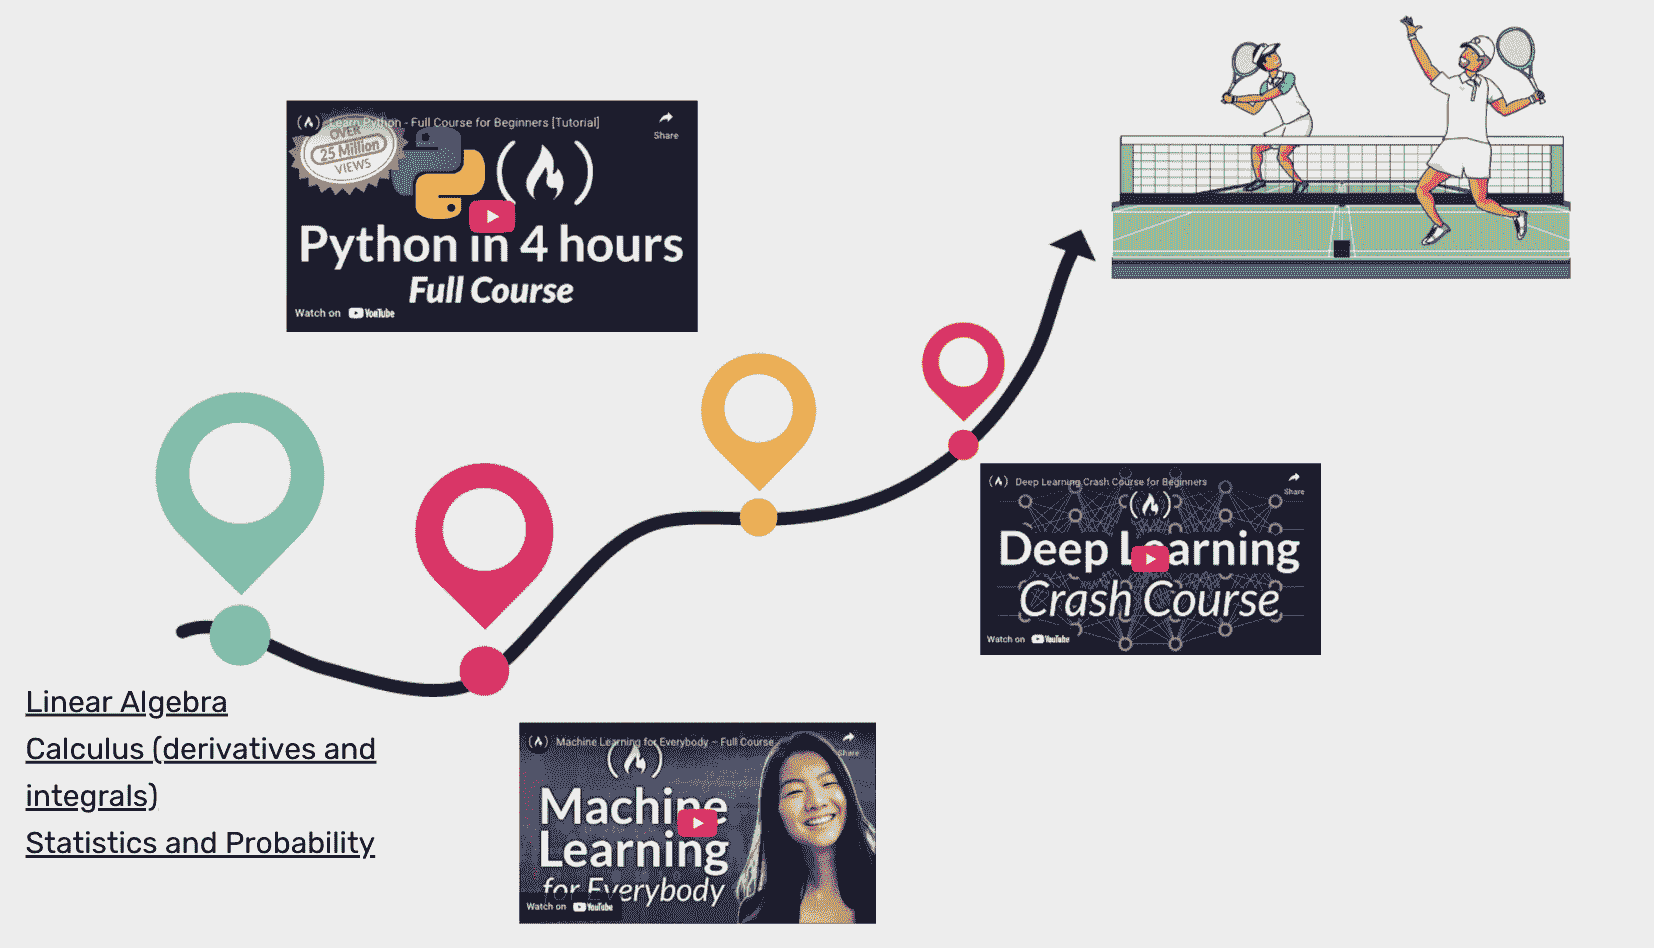 Learn Python - Full Course for Beginners [Tutorial]
Share
OVER
25 Million
VIEWS
Python in 4 hours
Full Course
Watch on YouTube
Deep Learning Crash Course for Beginners
Share
Deep Learning
Crash Course
Watch on YouTube
Linear Algebra
Calculus (derivatives and
integrals)
Statistics and Probability
Machine Learning for Everybody – Full Course
Share
Machine
Learning
for Everybody
Watch on YouTube